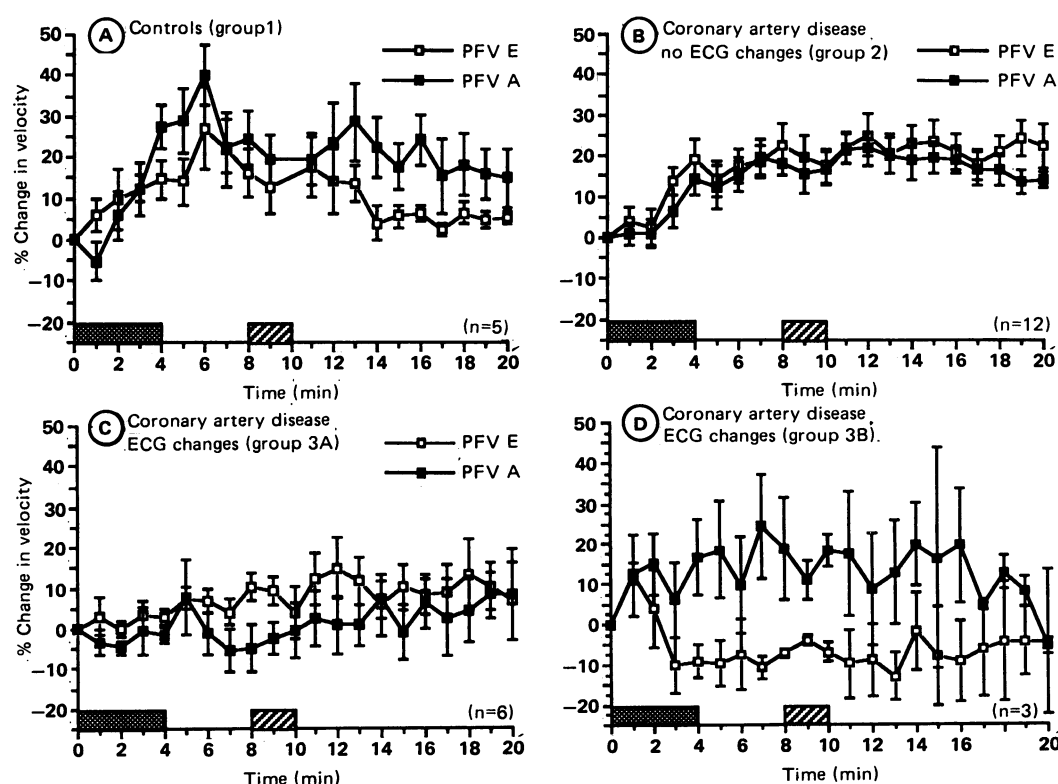 A Controls (group1)
PFV E
PFV A
% Change in velocity
50
40
30
20
10
0
−10
−20
(n=5)
0 2 4 6 8 10 12 14 16 18 20
Time (min)
B Coronary artery disease
no ECG changes (group 2)
PFV E
PFV A
50
40
30
20
10
0
−10
−20
(n=12)
0 2 4 6 8 10 12 14 16 18 20
Time (min)
C Coronary artery disease
ECG changes (group 3A)
PFV E
PFV A
% Change in velocity
50
40
30
20
10
0
−10
−20
(n=6)
0 2 4 6 8 10 12 14 16 18 20
Time (min)
D Coronary artery disease
ECG changes (group 3B).
50
40
30
20
10
0
−10
−20
(n=3)
0 2 4 6 8 10 12 14 16 18 20
Time (min)